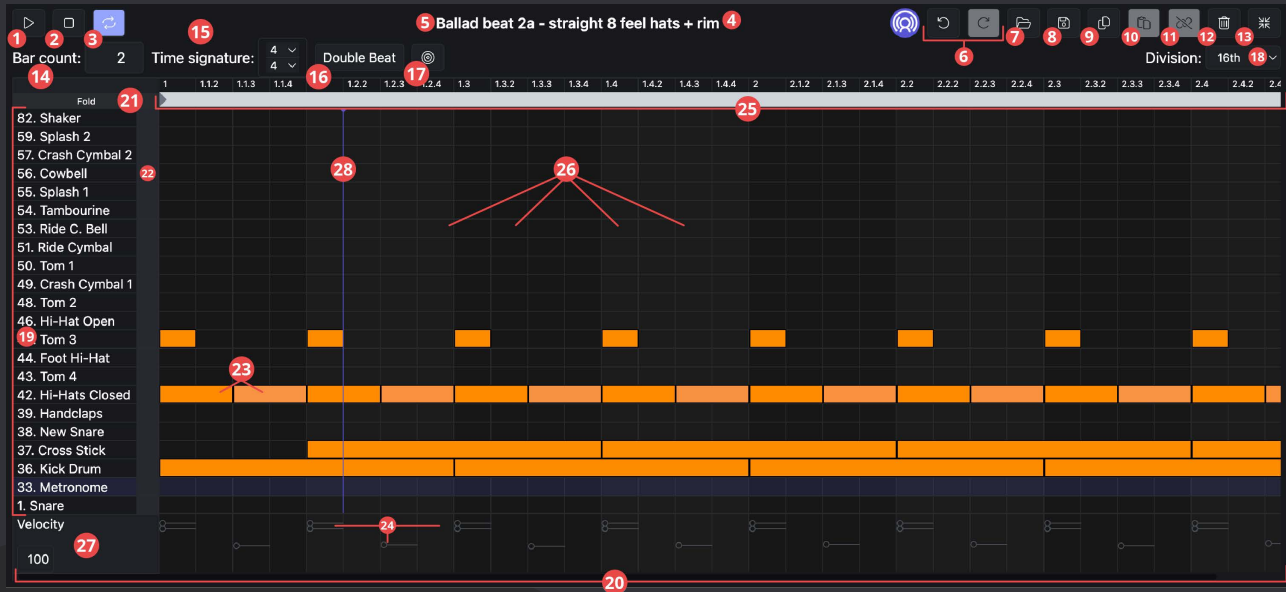 5 Ballad beat 2a - straight 8 feel hats + rim 4
1 2 3 15 6 7 8 9 10 11 12 13
Bar count: 2 Time signature: 4 4 Double Beat Division: 16th 18
14 16 17
1 1.1.2 1.1.3 1.1.4 1.2.2 1.2.3 1.2.4 1.3 1.3.2 1.3.3 1.3.4 1.4 1.4.2 1.4.3 1.4.4 2 2.1.2 2.1.3 2.1.4 2.2 2.2.2 2.2.3 2.2.4 2.3 2.3.2 2.3.3 2.3.4 2.4 2.4.2 2.4
Fold 21 25
82. Shaker
59. Splash 2
57. Crash Cymbal 2
56. Cowbell 22 28 26
55. Splash 1
54. Tambourine
53. Ride C. Bell
51. Ride Cymbal
50. Tom 1
49. Crash Cymbal 1
48. Tom 2
46. Hi-Hat Open
19 Tom 3
44. Foot Hi-Hat
43. Tom 4 23
42. Hi-Hats Closed
39. Handclaps
38. New Snare
37. Cross Stick
36. Kick Drum
33. Metronome
1. Snare
Velocity 24
27
100
20